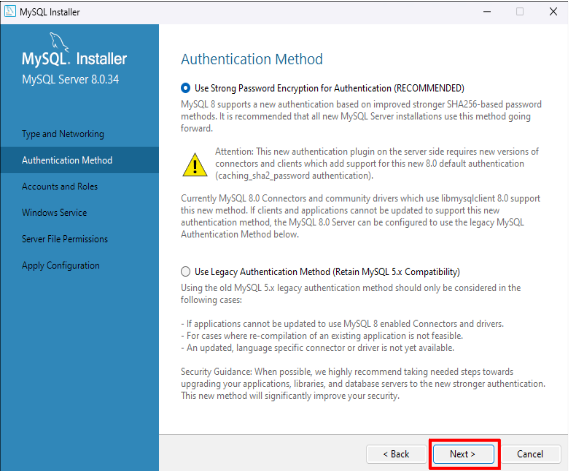 MySQL Installer
MySQL. Installer
MySQL Server 8.0.34
Type and Networking
Authentication Method
Accounts and Roles
Windows Service
Server File Permissions
Apply Configuration
Authentication Method
Use Strong Password Encryption for Authentication (RECOMMENDED)
MySQL 8 supports a new authentication based on improved stronger SHA256-based password
methods. It is recommended that all new MySQL Server installations use this method going
forward.
Attention: This new authentication plugin on the server side requires new versions of
connectors and clients which add support for this new 8.0 default authentication
(caching_sha2_password authentication).
Currently MySQL 8.0 Connectors and community drivers which use libmysqlclient 8.0 support
this new method. If clients and applications cannot be updated to support this new
authentication method, the MySQL 8.0 Server can be configured to use the legacy MySQL
Authentication Method below.
Use Legacy Authentication Method (Retain MySQL 5.x Compatibility)
Using the old MySQL 5.x legacy authentication method should only be considered in the
following cases:
- If applications cannot be updated to use MySQL 8 enabled Connectors and drivers.
- For cases where re-compilation of an existing application is not feasible.
- An updated, language specific connector or driver is not yet available.
Security Guidance: When possible, we highly recommend taking needed steps towards
upgrading your applications, libraries, and database servers to the new stronger authentication.
This new method will significantly improve your security.
< Back
Next >
Cancel